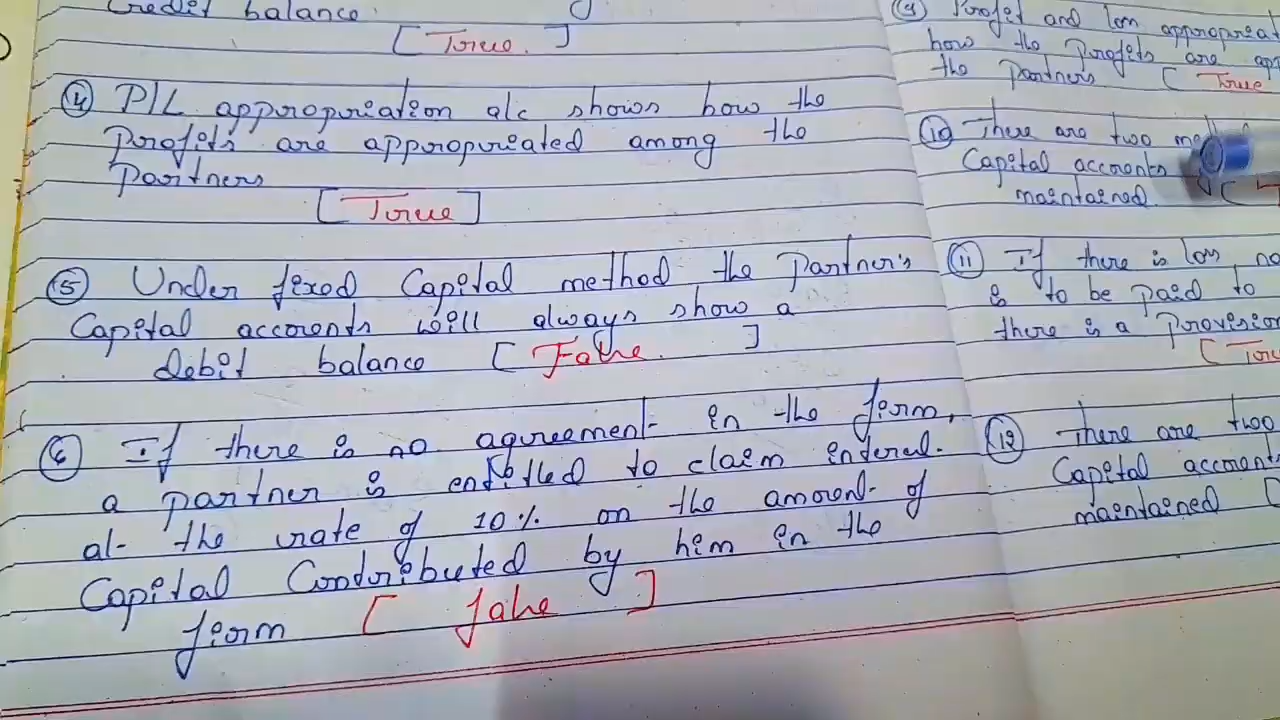 Credit balance.
[ True. ]
④ P/L appropriation a/c shows how the
Profits are appropriated among the
Partners
[ True ]
⑤ Under fixed Capital method the Partner's
Capital accounts will always show a
debit balance [ False. ]
⑥ If there is no agreement in the firm,
a partner is entitled to claim interest
at the rate of 10% on the amount of
Capital Contributed by him in the
firm [ false ]
⑨ Profit and loss
how the Profits are
the Partners [ True
⑩ There are two
Capital accounts
maintained. [
⑪ If there is loss, no
is to be paid to
there is a Provision
[ True
⑫ There are two
Capital account
maintained [